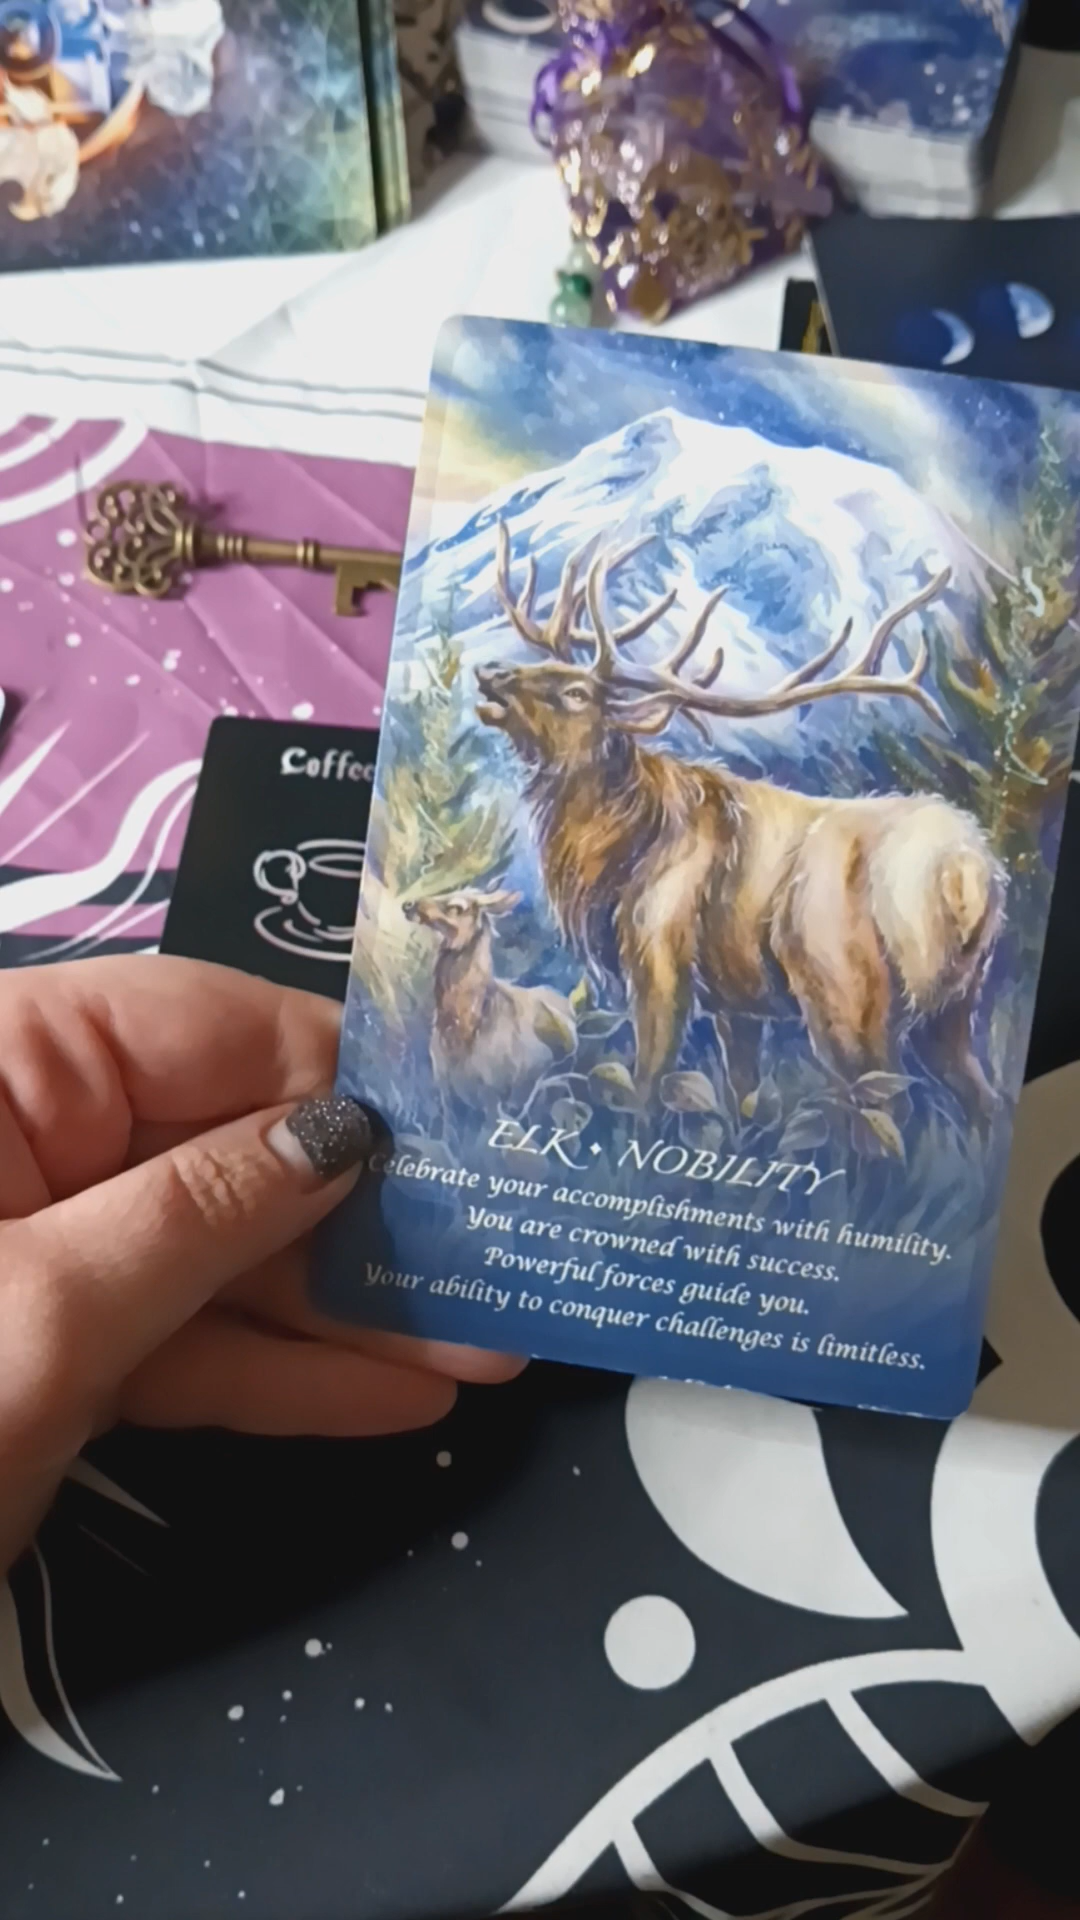 Coffee
ELK • NOBILITY
Celebrate your accomplishments with humility.
You are crowned with success.
Powerful forces guide you.
Your ability to conquer challenges is limitless.